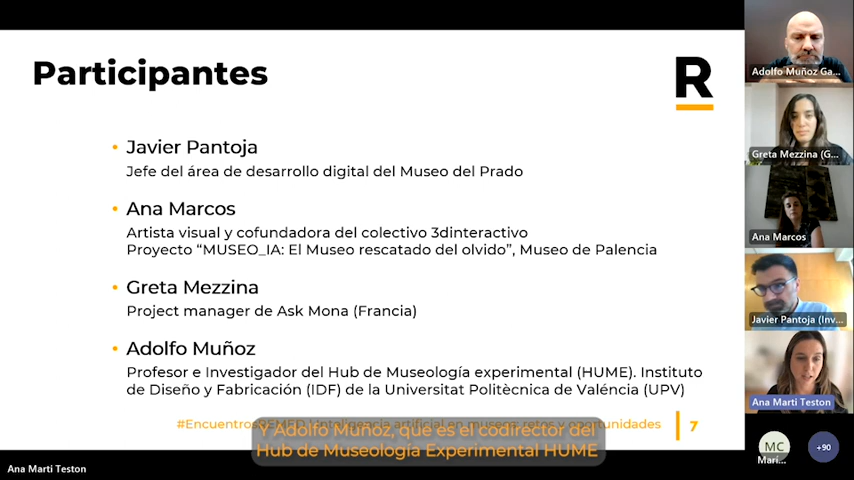 Participantes
R
• Javier Pantoja
Jefe del área de desarrollo digital del Museo del Prado
• Ana Marcos
Artista visual y cofundadora del colectivo 3dinteractivo
Proyecto “MUSEO_IA: El Museo rescatado del olvido”, Museo de Palencia
• Greta Mezzina
Project manager de Ask Mona (Francia)
• Adolfo Muñoz
Profesor e Investigador del Hub de Museología experimental (HUME). Instituto
de Diseño y Fabricación (IDF) de la Universitat Politècnica de Valéncia (UPV)
7
Y Adolfo Muñoz, que es el codirector del
Hub de Museología Experimental HUME
Ana Marti Teston
Adolfo Muñoz Ga...
Greta Mezzina (G...
Ana Marcos
Javier Pantoja (Inv...
Ana Marti Teston
MC
Marí...
+90